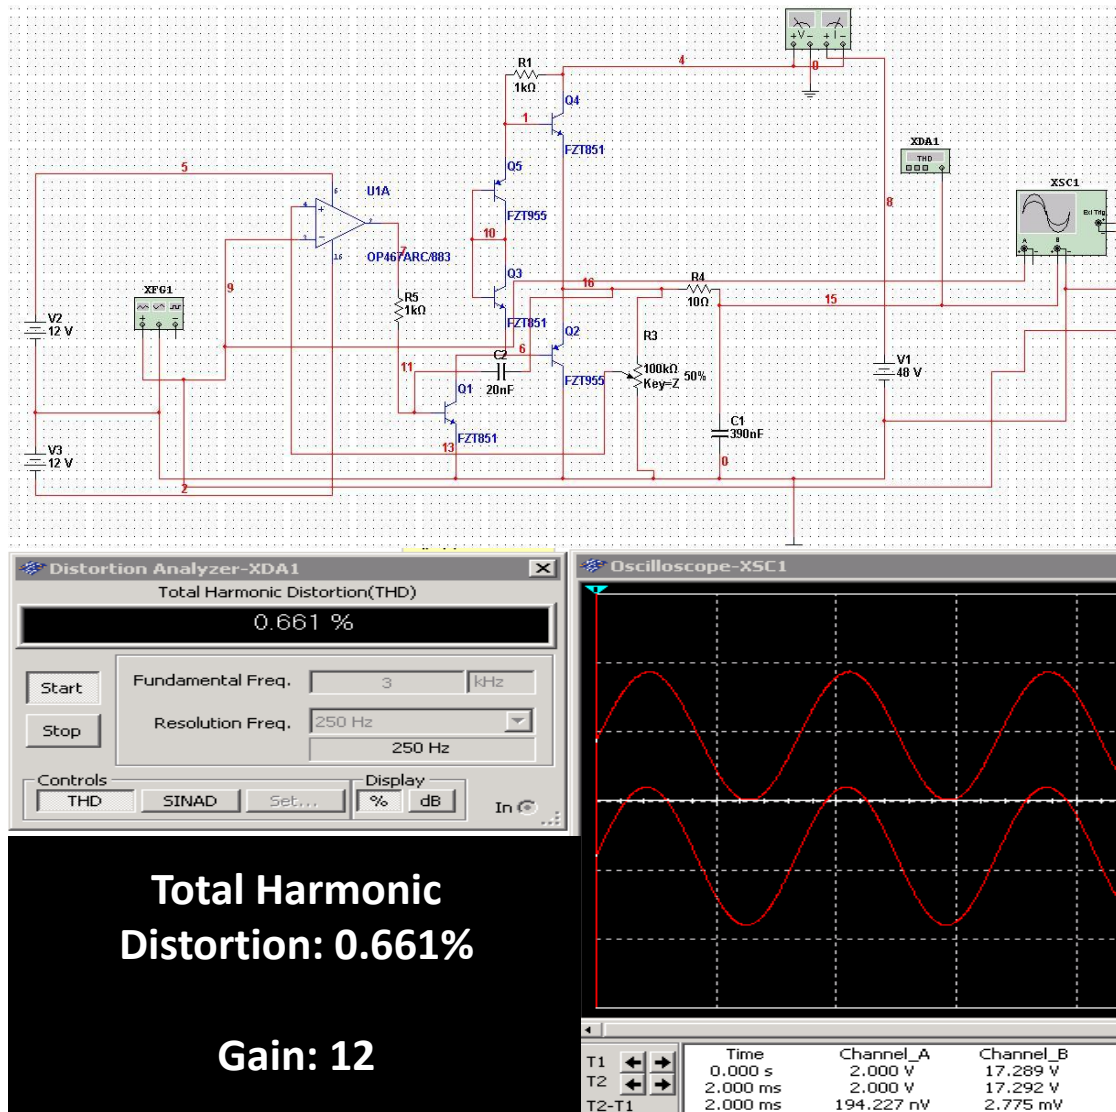 + V - + I -
4
0
R1
1kΩ
Q4
1
FZT851
XDA1
THD
XSC1
Ext Trig
A
B
5
U1A
Q5
FZT955
8
OP467ARC/883
7
10
9
Q3
16
R4
10Ω
15
XFG1
R5
1kΩ
FZT851
Q2
R3
V2
12 V
6
C2
20nF
11
Q1
FZT955
100kΩ
Key=Z
50%
V1
48 V
FZT851
13
C1
390nF
V3
12 V
0
2
Distortion Analyzer-XDA1
Total Harmonic Distortion(THD)
0.661 %
Start
Stop
Fundamental Freq.
3
kHz
Resolution Freq.
250 Hz
250 Hz
Controls
THD
SINAD
Set...
Display
%
dB
In
Oscilloscope-XSC1
Total Harmonic
Distortion: 0.661%
Gain: 12
Time Channel_A Channel_B
T1 0.000 s 2.000 V 17.289 V
T2 2.000 ms 2.000 V 17.292 V
T2-T1 2.000 ms 194.227 nV 2.775 mV